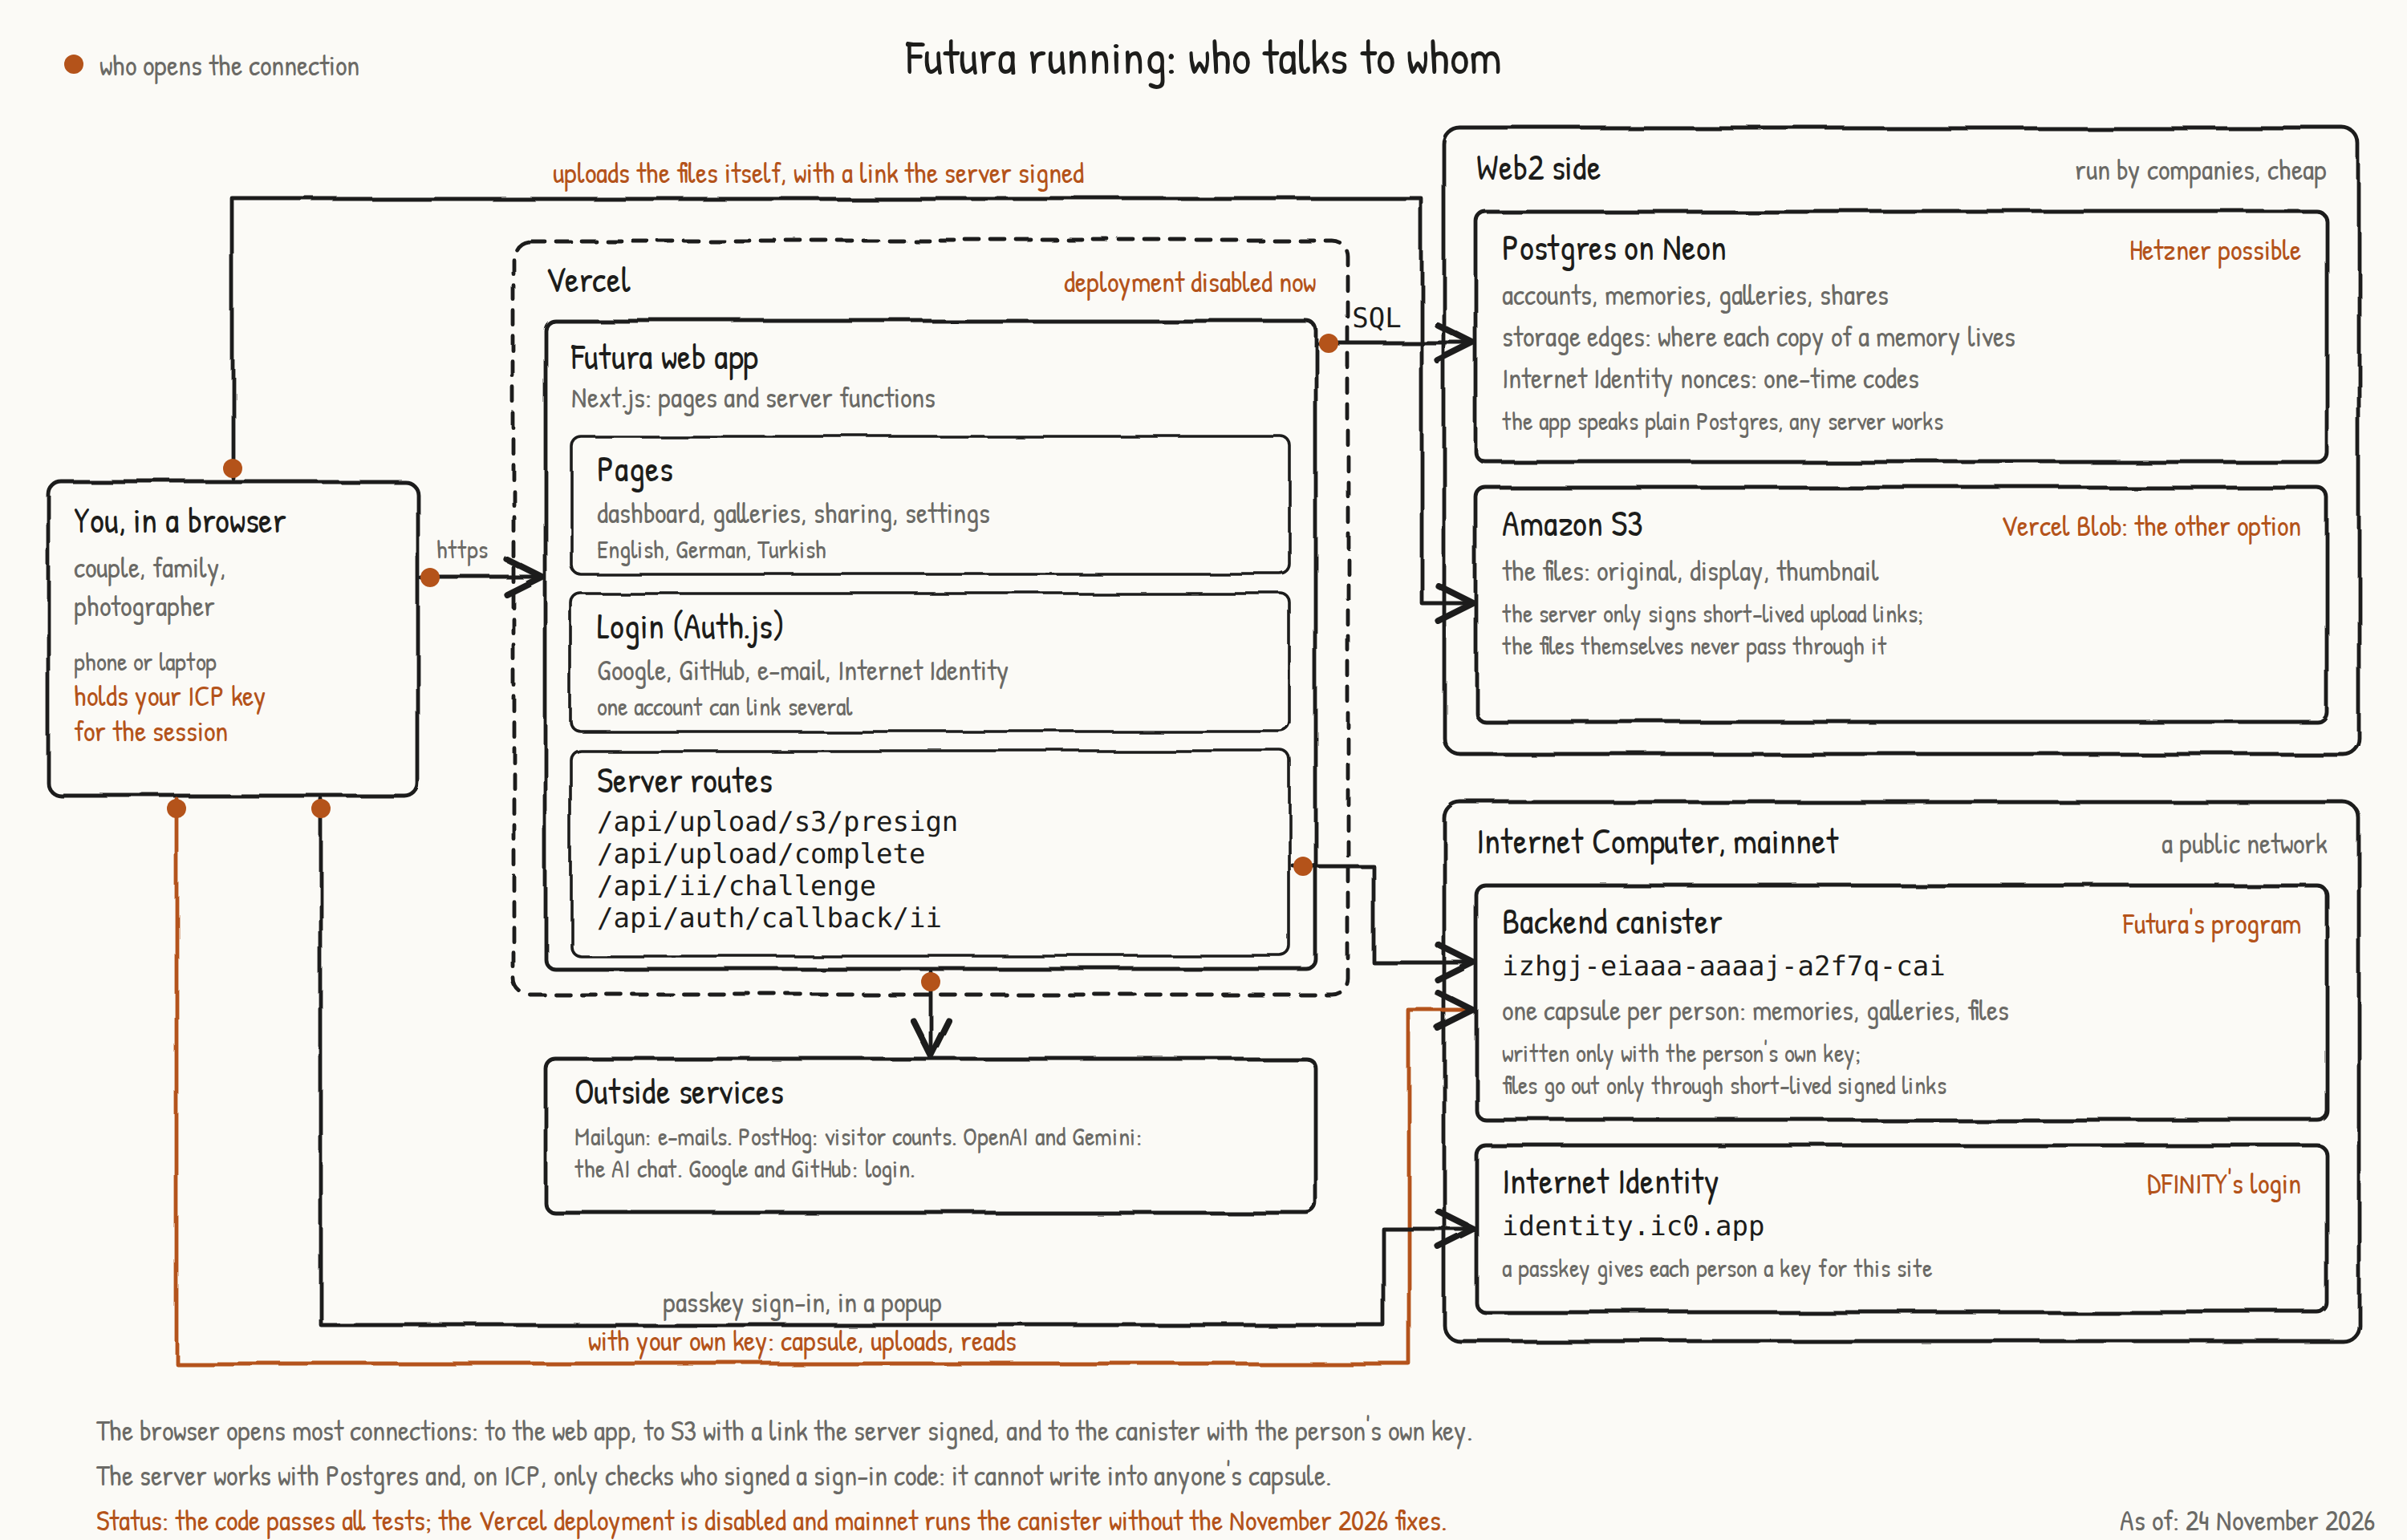 who opens the connection
Futura running: who talks to whom
uploads the files itself, with a link the server signed
You, in a browser
couple, family,
photographer
phone or laptop
holds your ICP key
for the session
https
Vercel
deployment disabled now
Futura web app
Next.js: pages and server functions
Pages
dashboard, galleries, sharing, settings
English, German, Turkish
Login (Auth.js)
Google, GitHub, e-mail, Internet Identity
one account can link several
Server routes
/api/upload/s3/presign
/api/upload/complete
/api/ii/challenge
/api/auth/callback/ii
SQL
Outside services
Mailgun: e-mails. PostHog: visitor counts. OpenAI and Gemini:
the AI chat. Google and GitHub: login.
passkey sign-in, in a popup
with your own key: capsule, uploads, reads
Web2 side
run by companies, cheap
Postgres on Neon
Hetzner possible
accounts, memories, galleries, shares
storage edges: where each copy of a memory lives
Internet Identity nonces: one-time codes
the app speaks plain Postgres, any server works
Amazon S3
Vercel Blob: the other option
the files: original, display, thumbnail
the server only signs short-lived upload links;
the files themselves never pass through it
Internet Computer, mainnet
a public network
Backend canister
Futura's program
izhgj-eiaaa-aaaaj-a2f7q-cai
one capsule per person: memories, galleries, files
written only with the person's own key;
files go out only through short-lived signed links
Internet Identity
DFINITY's login
identity.ic0.app
a passkey gives each person a key for this site
The browser opens most connections: to the web app, to S3 with a link the server signed, and to the canister with the person's own key.
The server works with Postgres and, on ICP, only checks who signed a sign-in code: it cannot write into anyone's capsule.
Status: the code passes all tests; the Vercel deployment is disabled and mainnet runs the canister without the November 2026 fixes.
As of: 24 November 2026